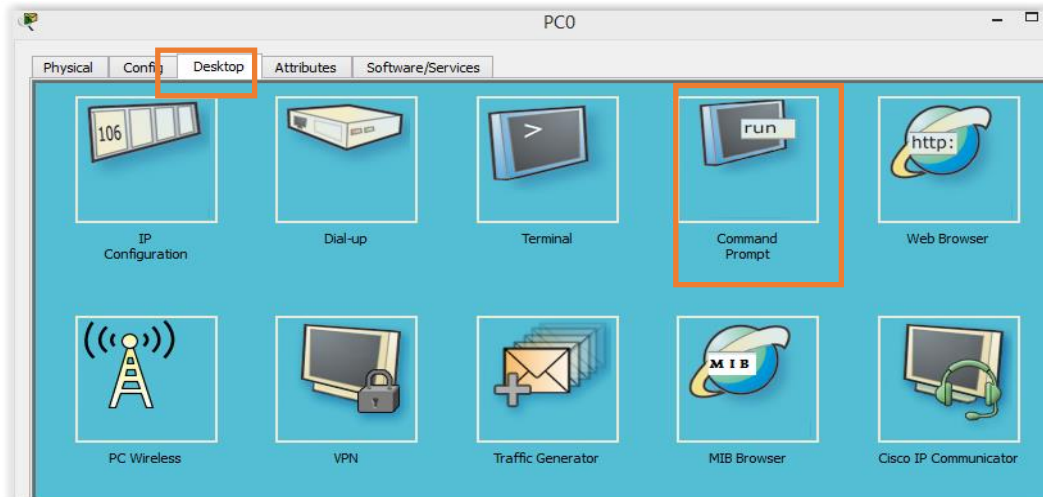 PC0
Physical Config Desktop Attributes Software/Services
106
>
run
http:
IP
Configuration
Dial-up
Terminal
Command
Prompt
Web Browser
MIB
PC Wireless
VPN
Traffic Generator
MIB Browser
Cisco IP Communicator